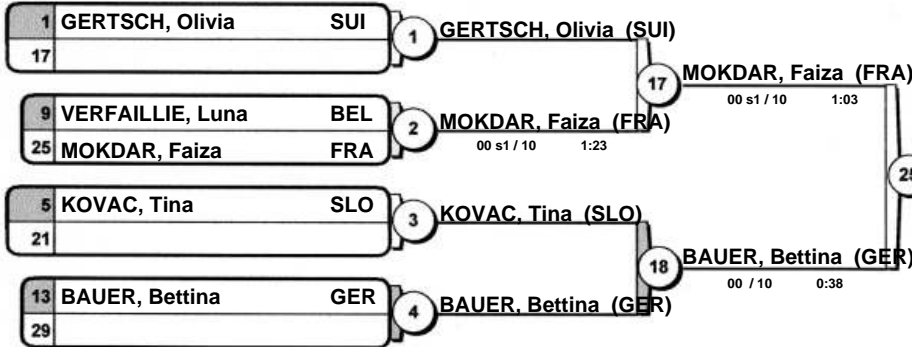 1 GERTSCH, Olivia SUI
17
1 GERTSCH, Olivia (SUI)
9 VERFAILLIE, Luna BEL
25 MOKDAR, Faiza FRA
2 MOKDAR, Faiza (FRA)
00 s1 / 10 1:23
17 MOKDAR, Faiza (FRA)
00 s1 / 10 1:03
5 KOVAC, Tina SLO
21
3 KOVAC, Tina (SLO)
13 BAUER, Bettina GER
29
4 BAUER, Bettina (GER)
18 BAUER, Bettina (GER)
00 / 10 0:38
25